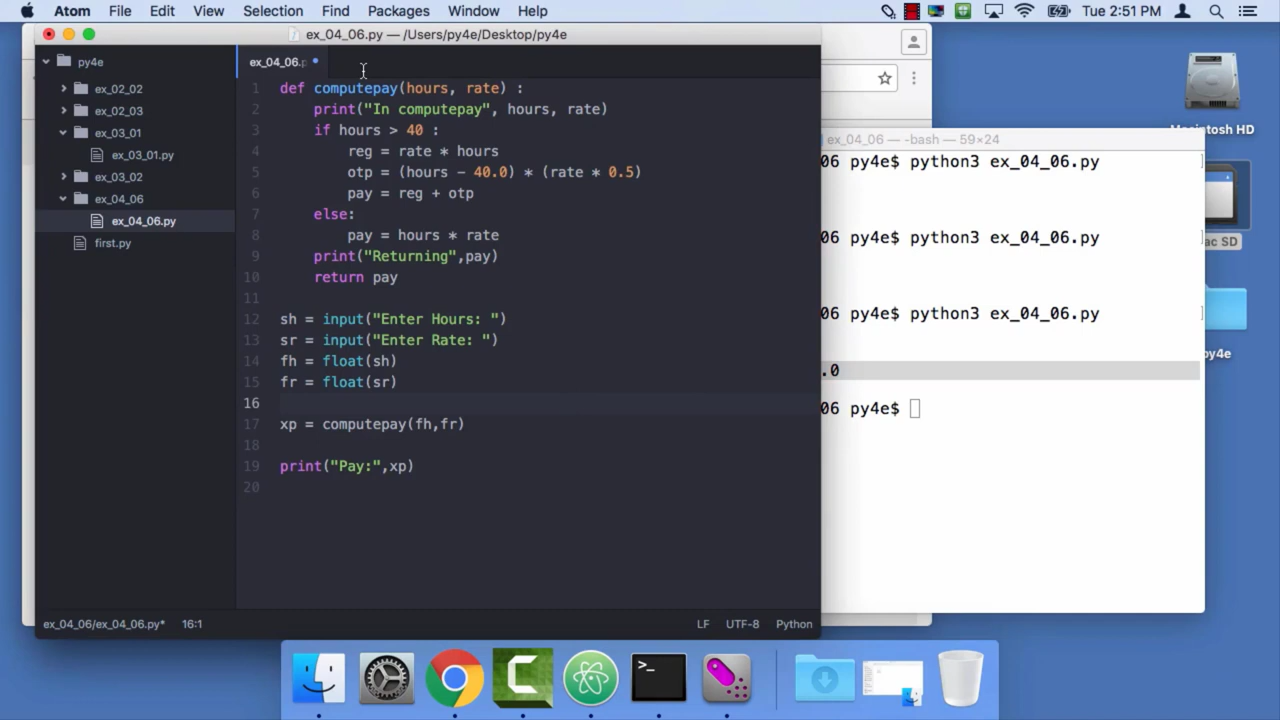 Atom File Edit View Selection Find Packages Window Help Tue 2:51 PM
ex_04_06.py — /Users/py4e/Desktop/py4e
py4e
ex_02_02
ex_02_03
ex_03_01
ex_03_01.py
ex_03_02
ex_04_06
ex_04_06.py
first.py
ex_04_06.p
1 def computepay(hours, rate) :
2 print("In computepay", hours, rate)
3 if hours > 40 :
4 reg = rate * hours
5 otp = (hours - 40.0) * (rate * 0.5)
6 pay = reg + otp
7 else:
8 pay = hours * rate
9 print("Returning",pay)
10 return pay
11
12 sh = input("Enter Hours: ")
13 sr = input("Enter Rate: ")
14 fh = float(sh)
15 fr = float(sr)
16
17 xp = computepay(fh,fr)
18
19 print("Pay:",xp)
20
ex_04_06/ex_04_06.py* 16:1 LF UTF-8 Python
ex_04_06 — -bash — 59×24
06 py4e$ python3 ex_04_06.py
06 py4e$ python3 ex_04_06.py
06 py4e$ python3 ex_04_06.py
.0
06 py4e$
Macintosh HD
ac SD
py4e